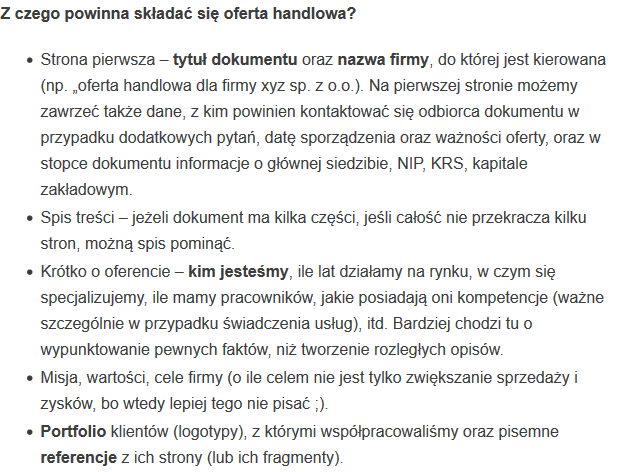 Z czego powinna składać się oferta handlowa?
• Strona pierwsza – tytuł dokumentu oraz nazwa firmy, do której jest kierowana
(np. „oferta handlowa dla firmy xyz sp. z o.o.). Na pierwszej stronie możemy
zawrzeć także dane, z kim powinien kontaktować się odbiorca dokumentu w
przypadku dodatkowych pytań, datę sporządzenia oraz ważności oferty, oraz w
stopce dokumentu informacje o głównej siedzibie, NIP, KRS, kapitale
zakładowym.
• Spis treści – jeżeli dokument ma kilka części, jeśli całość nie przekracza kilku
stron, możną spis pominąć.
• Krótko o oferencie – kim jesteśmy, ile lat działamy na rynku, w czym się
specjalizujemy, ile mamy pracowników, jakie posiadają oni kompetencje (ważne
szczególnie w przypadku świadczenia usług), itd. Bardziej chodzi tu o
wypunktowanie pewnych faktów, niż tworzenie rozległych opisów.
• Misja, wartości, cele firmy (o ile celem nie jest tylko zwiększanie sprzedaży i
zysków, bo wtedy lepiej tego nie pisać ;).
• Portfolio klientów (logotypy), z którymi współpracowaliśmy oraz pisemne
referencje z ich strony (lub ich fragmenty).